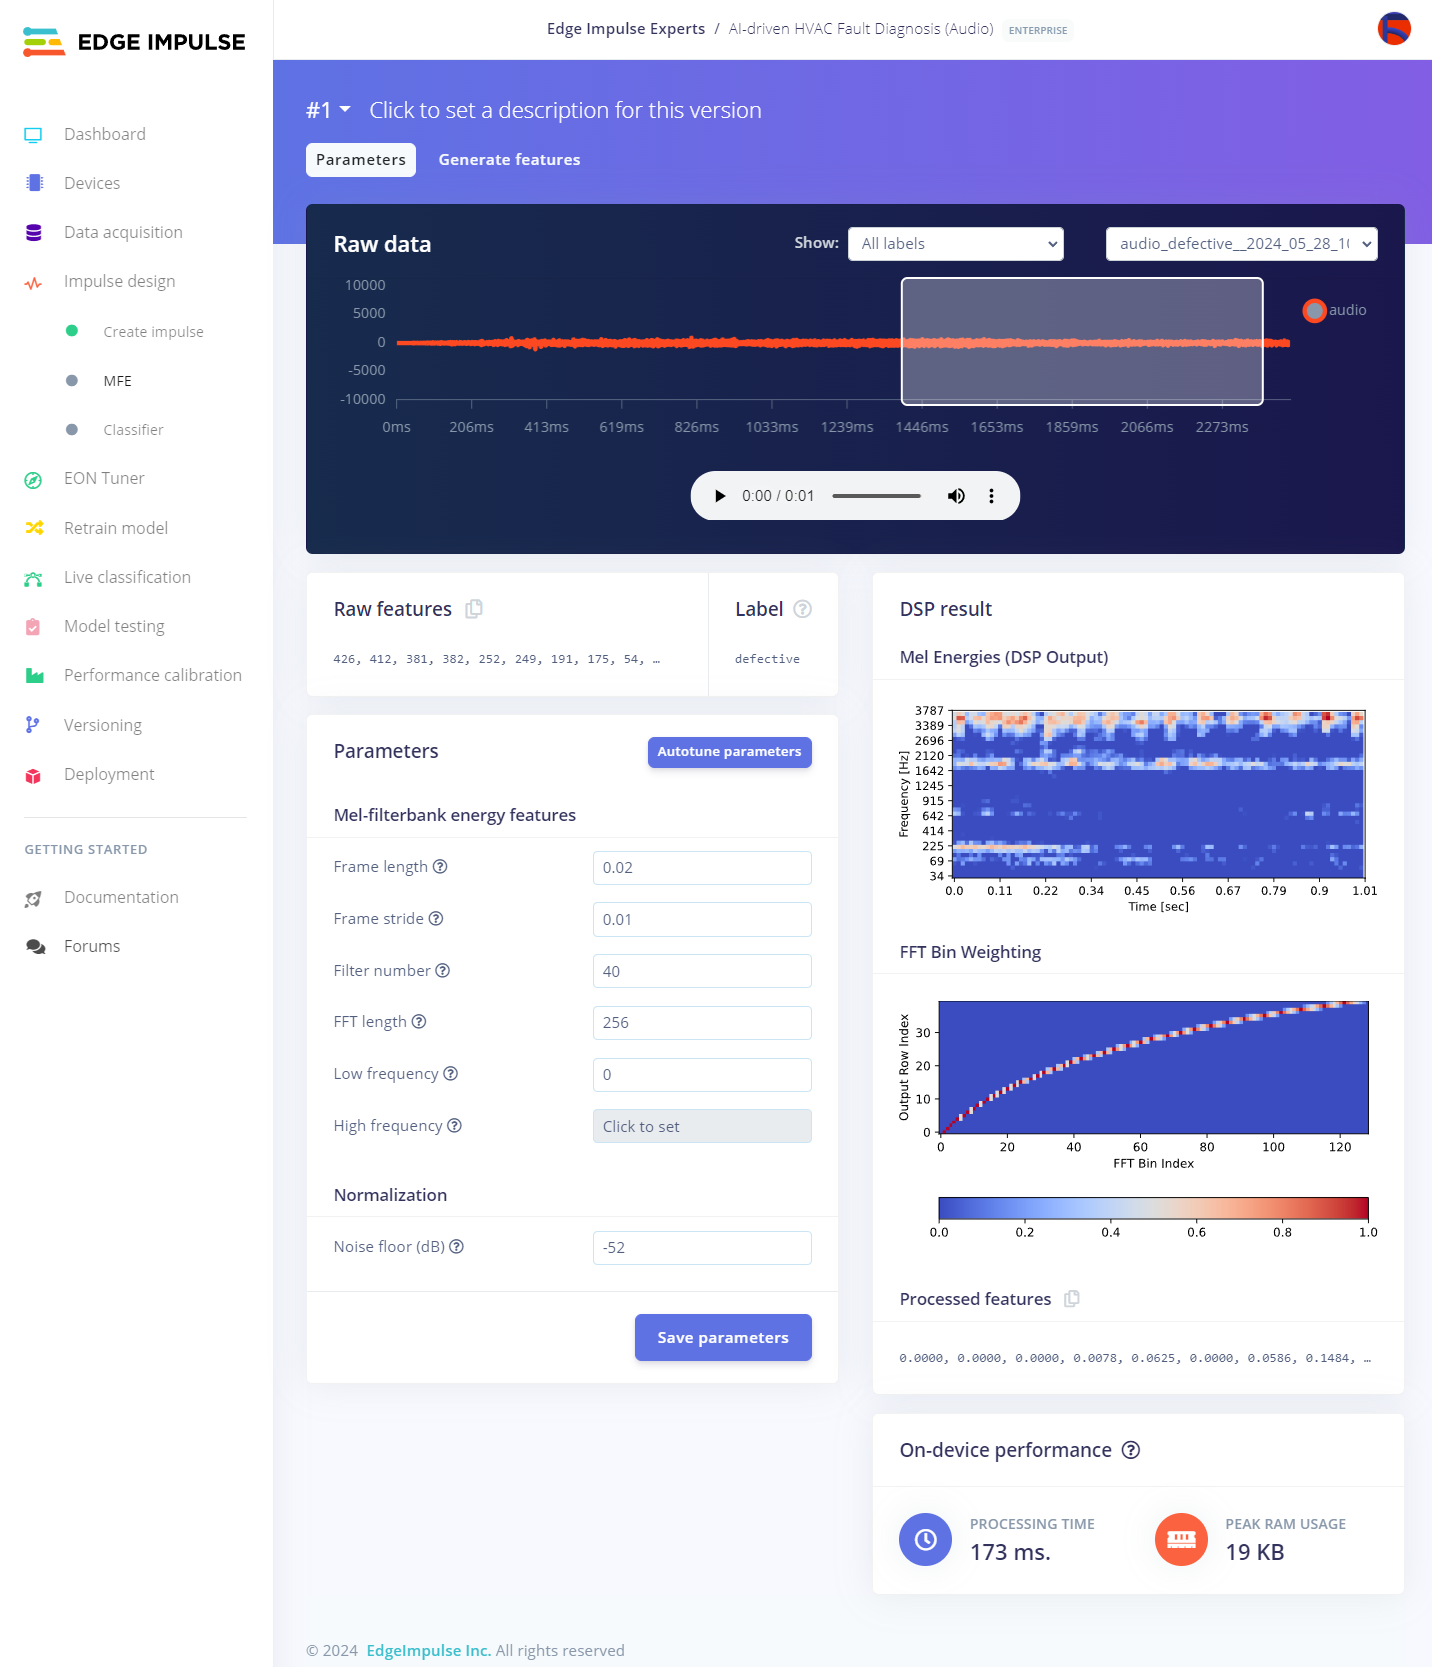 EDGE IMPULSE
Edge Impulse Experts / AI-driven HVAC Fault Diagnosis (Audio) ENTERPRISE
Dashboard
Devices
Data acquisition
Impulse design
Create impulse
MFE
Classifier
EON Tuner
Retrain model
Live classification
Model testing
Performance calibration
Versioning
Deployment
GETTING STARTED
Documentation
Forums
#1 Click to set a description for this version
Parameters Generate features
Raw data
Show: All labels audio_defective__2024_05_28_1
10000
5000
0
-5000
-10000
audio
0ms 206ms 413ms 619ms 826ms 1033ms 1239ms 1446ms 1653ms 1859ms 2066ms 2273ms
0:00 / 0:01
Raw features
426, 412, 381, 382, 252, 249, 191, 175, 54, …
Label
defective
Parameters Autotune parameters
Mel-filterbank energy features
Frame length 0.02
Frame stride 0.01
Filter number 40
FFT length 256
Low frequency 0
High frequency Click to set
Normalization
Noise floor (dB) -52
Save parameters
DSP result
Mel Energies (DSP Output)
Frequency [Hz]
3787
3389
2696
2120
1642
1245
915
642
414
225
69
34
0.0 0.11 0.22 0.34 0.45 0.56 0.67 0.79 0.9 1.01
Time [sec]
FFT Bin Weighting
Output Row Index
30
20
10
0
0 20 40 60 80 100 120
FFT Bin Index
0.0 0.2 0.4 0.6 0.8 1.0
Processed features
0.0000, 0.0000, 0.0000, 0.0078, 0.0625, 0.0000, 0.0586, 0.1484, …
On-device performance
PROCESSING TIME
173 ms.
PEAK RAM USAGE
19 KB
© 2024 EdgeImpulse Inc. All rights reserved